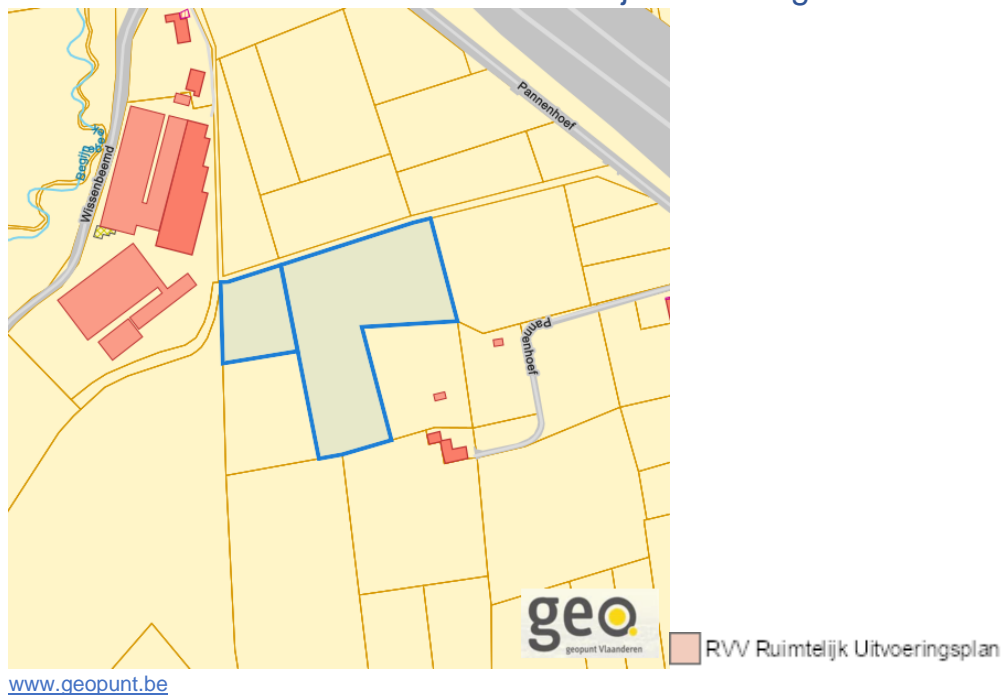 Pannenhoef
Wissenbeemd
Pannenhoef
geo.
geopunt Vlaanderen
RVV Ruimtelijk Uitvoeringsplan
www.geopunt.be